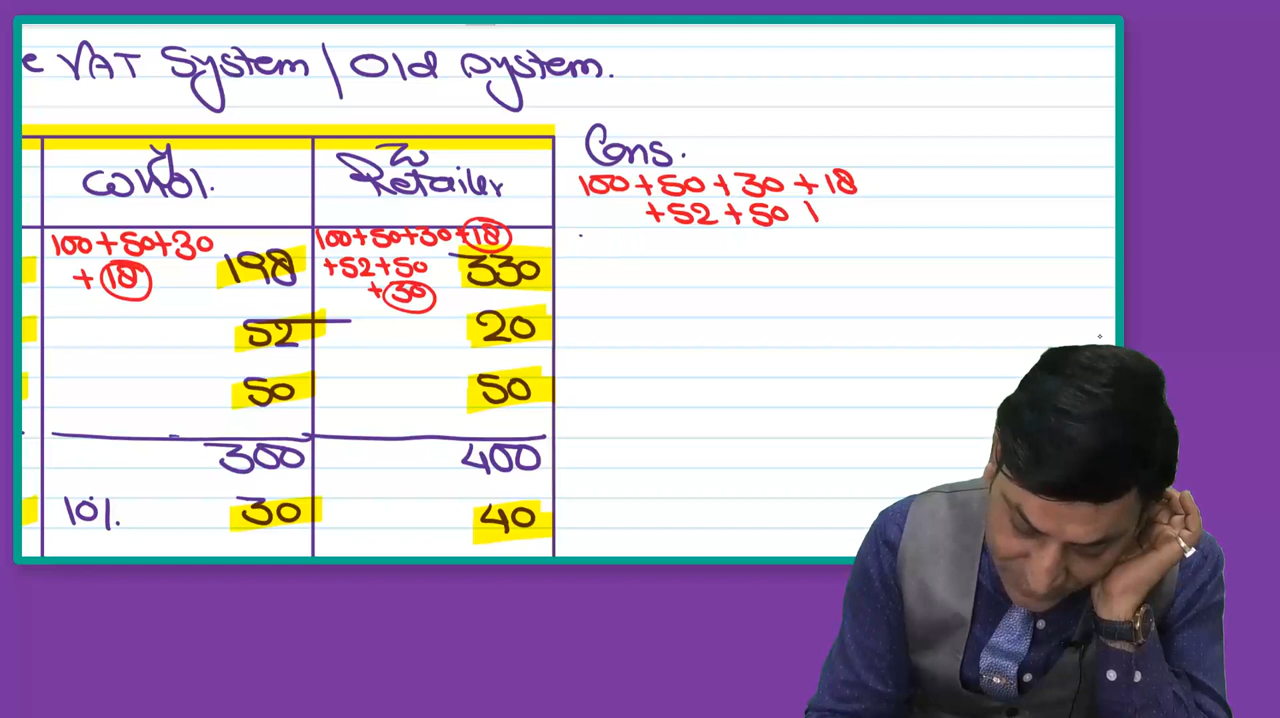 e VAT System / Old system.
y
Whol.
Z
Retailer
Cons.
100 + 50 + 30 + 18
+ 52 + 50 \
100 + 50 + 30
+ 18
198
100 + 50 + 30 + 18
+ 52 + 50
+ 30
330
52
20
50
50
300
400
10%.
30
40